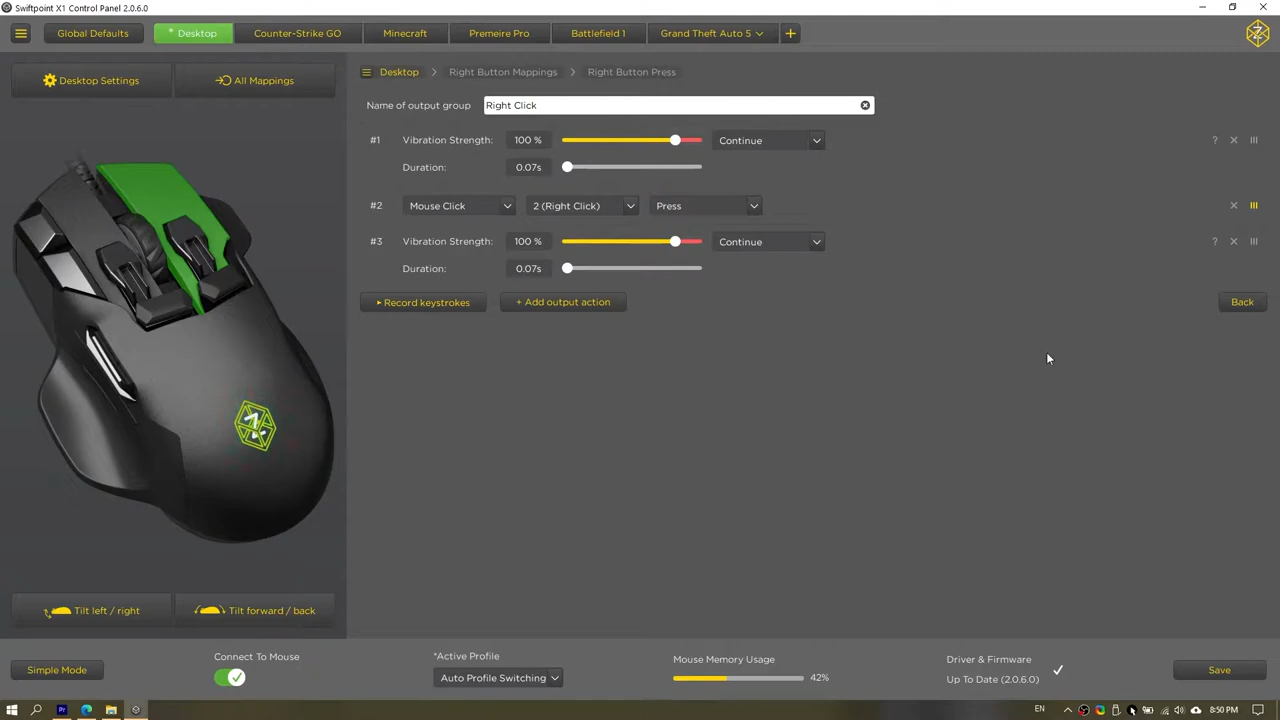 Swiftpoint X1 Control Panel 2.0.6.0
Global Defaults
* Desktop
Counter-Strike GO
Minecraft
Premeire Pro
Battlefield 1
Grand Theft Auto 5
Desktop Settings
All Mappings
Desktop
Right Button Mappings
Right Button Press
Name of output group
Right Click
#1
Vibration Strength:
100 %
Continue
?
Duration:
0.07s
#2
Mouse Click
2 (Right Click)
Press
#3
Vibration Strength:
100 %
Continue
?
Duration:
0.07s
Record keystrokes
+ Add output action
Back
Tilt left / right
Tilt forward / back
Simple Mode
Connect To Mouse
*Active Profile
Auto Profile Switching
Mouse Memory Usage
42%
Driver & Firmware
Up To Date (2.0.6.0)
Save
EN
8:50 PM